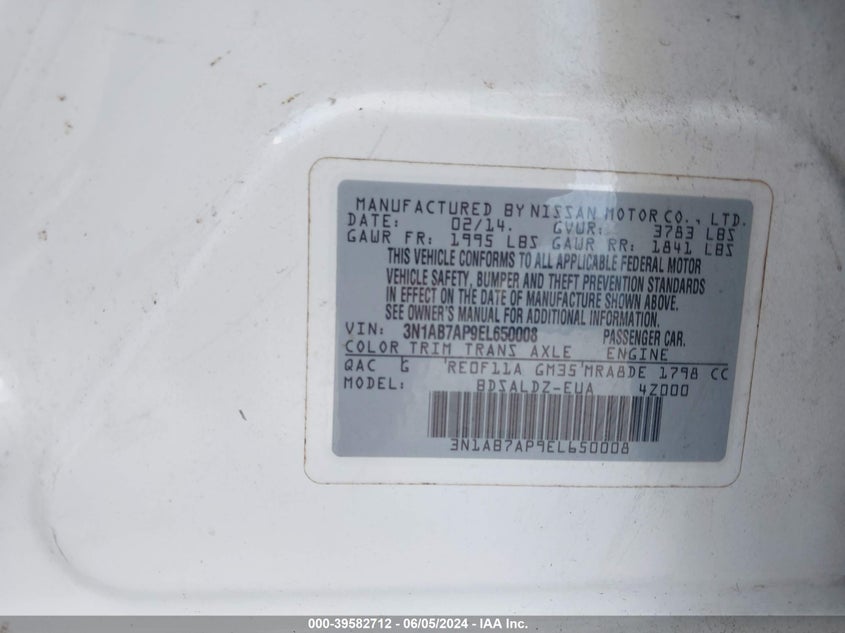 MANUFACTURED BY NISSAN MOTOR CO., LTD.
DATE: 02/14. GVWR: 3783 LBS
GAWR FR: 1995 LBS GAWR RR: 1841 LBS
THIS VEHICLE CONFORMS TO ALL APPLICABLE FEDERAL MOTOR
VEHICLE SAFETY, BUMPER AND THEFT PREVENTION STANDARDS
IN EFFECT ON THE DATE OF MANUFACTURE SHOWN ABOVE.
SEE OWNER'S MANUAL FOR ADDITIONAL INFORMATION.
VIN: 3N1AB7AP9EL650008 PASSENGER CAR.
COLOR TRIM TRANS AXLE ENGINE
QAC G RE0F11A GM35 MRA8DE 1798 CC
MODEL: BDSALDZ-EUA 4Z000
3N1AB7AP9EL650008
000-39582712 - 06/05/2024 - IAA Inc.